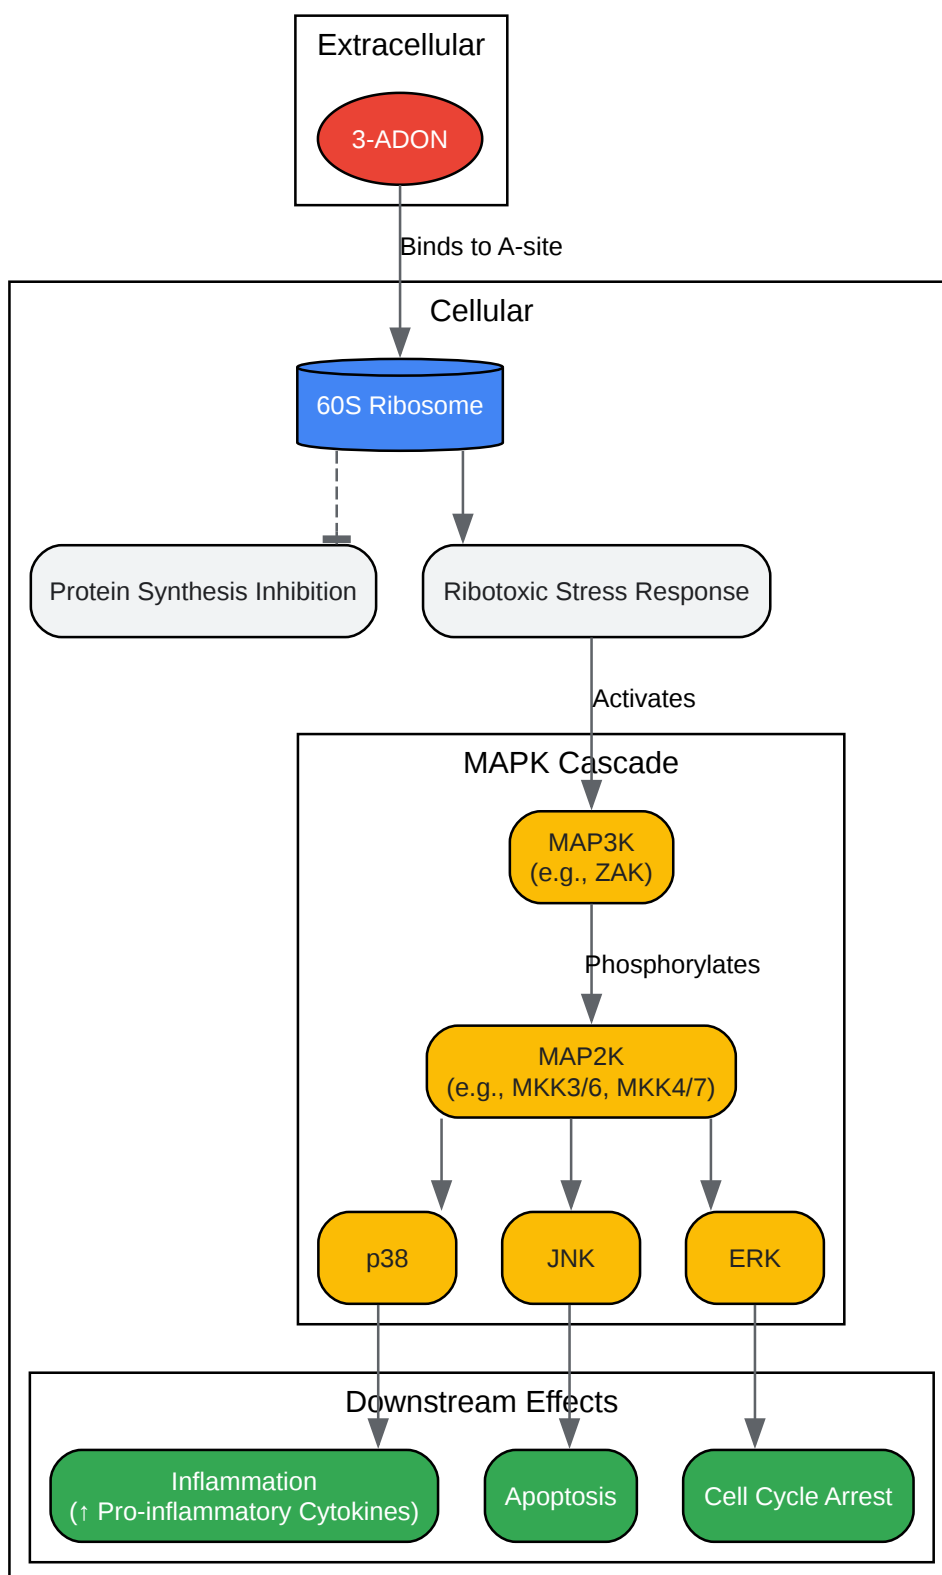 Extracellular
3-ADON
Binds to A-site
Cellular
60S Ribosome
Protein Synthesis Inhibition
Ribotoxic Stress Response
Activates
MAPK Cascade
MAP3K
(e.g., ZAK)
Phosphorylates
MAP2K
(e.g., MKK3/6, MKK4/7)
p38
JNK
ERK
Downstream Effects
Inflammation
(↑ Pro-inflammatory Cytokines)
Apoptosis
Cell Cycle Arrest